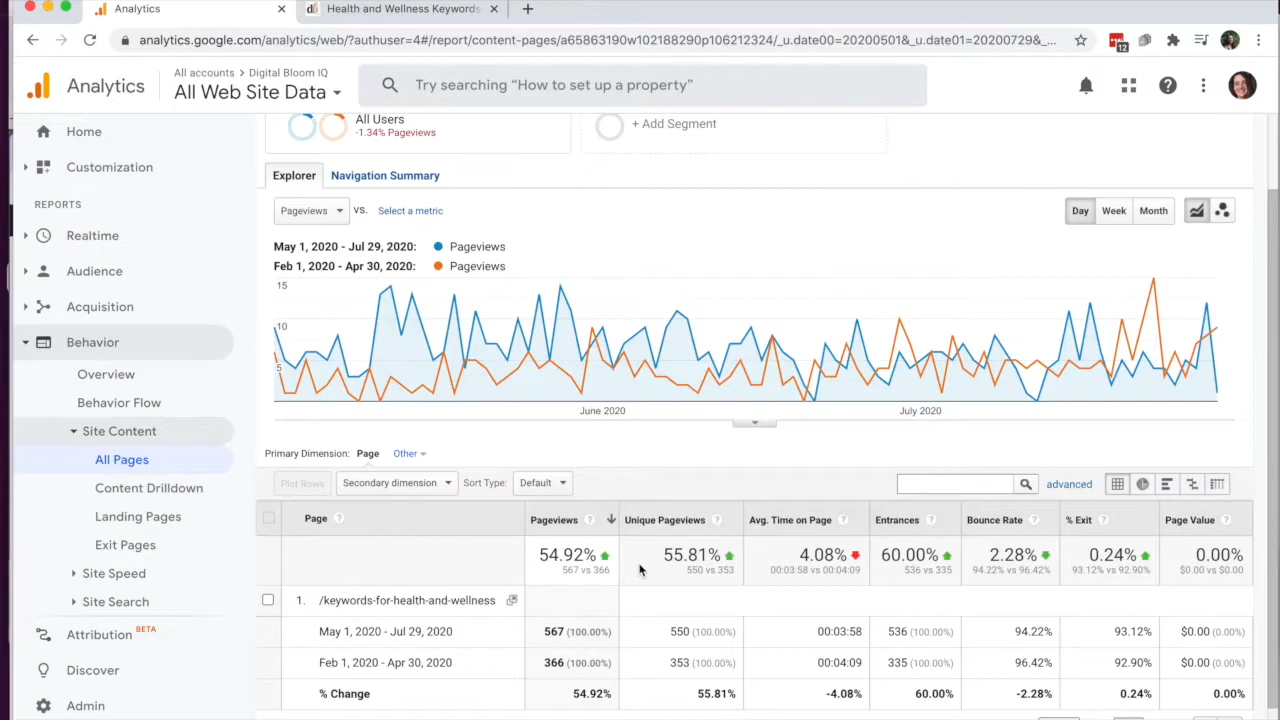 Analytics
Health and Wellness Keywords
analytics.google.com/analytics/web/?authuser=4#/report/content-pages/a65863190w102188290p106212324/_u.date00=20200501&_u.date01=20200729&_...
12
Analytics
All accounts > Digital Bloom IQ
All Web Site Data
Try searching “How to set up a property”
Home
Customization
REPORTS
Realtime
Audience
Acquisition
Behavior
Overview
Behavior Flow
Site Content
All Pages
Content Drilldown
Landing Pages
Exit Pages
Site Speed
Site Search
Attribution BETA
Discover
Admin
All Users
-1.34% Pageviews
+ Add Segment
Explorer Navigation Summary
Pageviews VS. Select a metric
Day Week Month
May 1, 2020 - Jul 29, 2020: Pageviews
Feb 1, 2020 - Apr 30, 2020: Pageviews
15
10
5
June 2020 July 2020
Primary Dimension: Page Other
Plot Rows Secondary dimension Sort Type: Default advanced
Page Pageviews Unique Pageviews Avg. Time on Page Entrances Bounce Rate % Exit Page Value
54.92% 55.81% 4.08% 60.00% 2.28% 0.24% 0.00%
567 vs 366 550 vs 353 00:03:58 vs 00:04:09 536 vs 335 94.22% vs 96.42% 93.12% vs 92.90% $0.00 vs $0.00
1. /keywords-for-health-and-wellness
May 1, 2020 - Jul 29, 2020 567 (100.00%) 550 (100.00%) 00:03:58 536 (100.00%) 94.22% 93.12% $0.00 (0.00%)
Feb 1, 2020 - Apr 30, 2020 366 (100.00%) 353 (100.00%) 00:04:09 335 (100.00%) 96.42% 92.90% $0.00 (0.00%)
% Change 54.92% 55.81% -4.08% 60.00% -2.28% 0.24% 0.00%